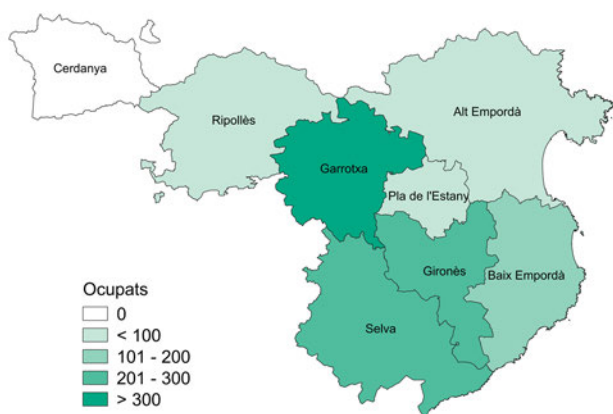 Cerdanya
Ripollès
Alt Empordà
Garrotxa
Pla de l'Estany
Gironès
Baix Empordà
Selva
Ocupats
0
< 100
101 - 200
201 - 300
> 300